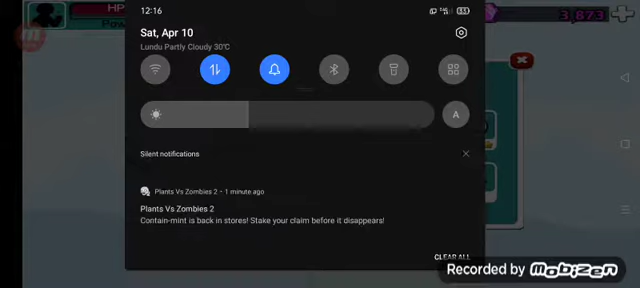 HP
12:16
63
3,873
Sat, Apr 10
Lundu Partly Cloudy 30°C
A
Silent notifications
Plants Vs Zombies 2 • 1 minute ago
Plants Vs Zombies 2
Contain-mint is back in stores! Stake your claim before it disappears!
CLEAR ALL
Recorded by mobizen